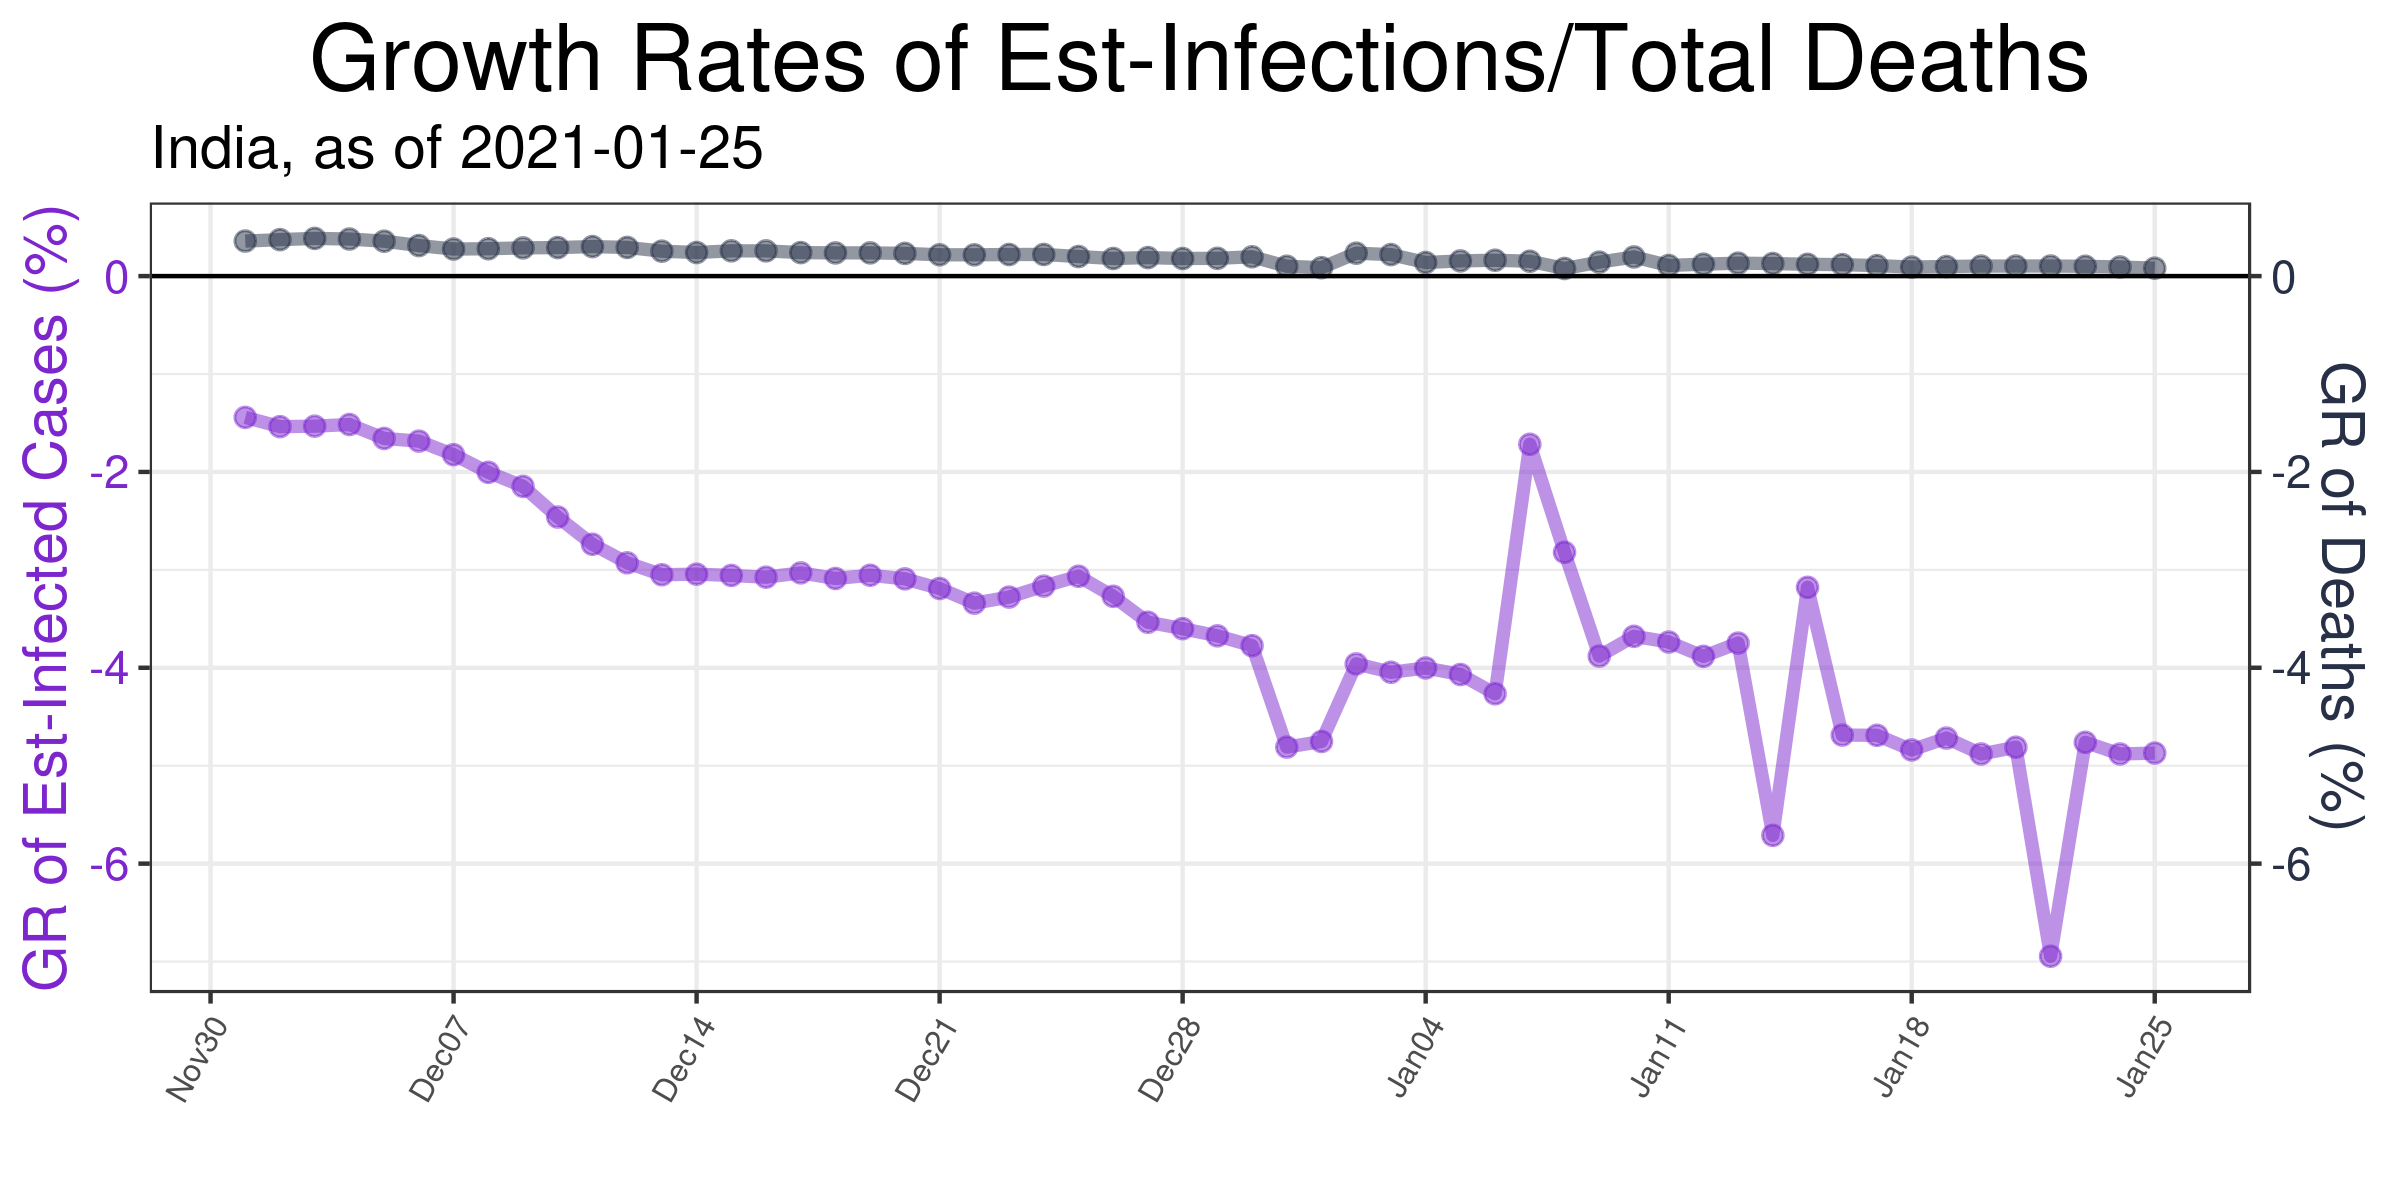 Growth Rates of Est-Infections/Total Deaths
India, as of 2021-01-25
GR of Est-Infected Cases (%)
0
-2
-4
-6
0
-2
-4
-6
GR of Deaths (%)
Nov30
Dec07
Dec14
Dec21
Dec28
Jan04
Jan11
Jan18
Jan25